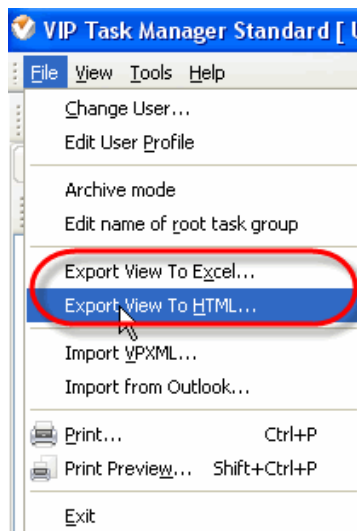 VIP Task Manager Standard [
File View Tools Help
Change User...
Edit User Profile
Archive mode
Edit name of root task group
Export View To Excel...
Export View To HTML...
Import VPXML...
Import from Outlook...
Print... Ctrl+P
Print Preview... Shift+Ctrl+P
Exit